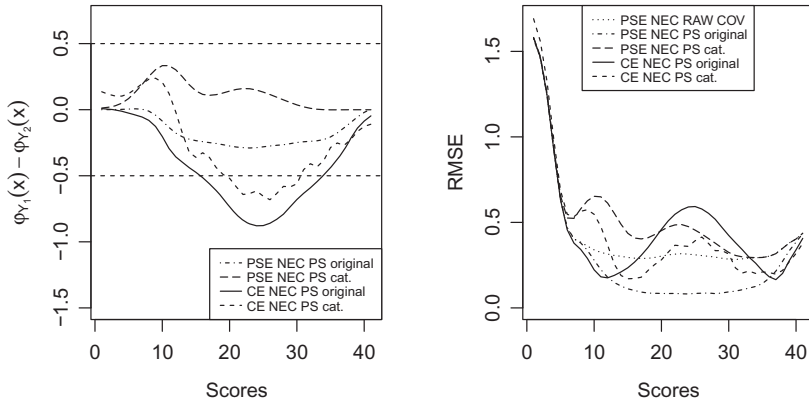 φY1(x) − φY2(x)
0.5
0.0
−0.5
−1.0
−1.5
PSE NEC PS original
PSE NEC PS cat.
CE NEC PS original
CE NEC PS cat.
0 10 20 30 40
Scores
RMSE
1.5
1.0
0.5
0.0
PSE NEC RAW COV
PSE NEC PS original
PSE NEC PS cat.
CE NEC PS original
CE NEC PS cat.
0 10 20 30 40
Scores